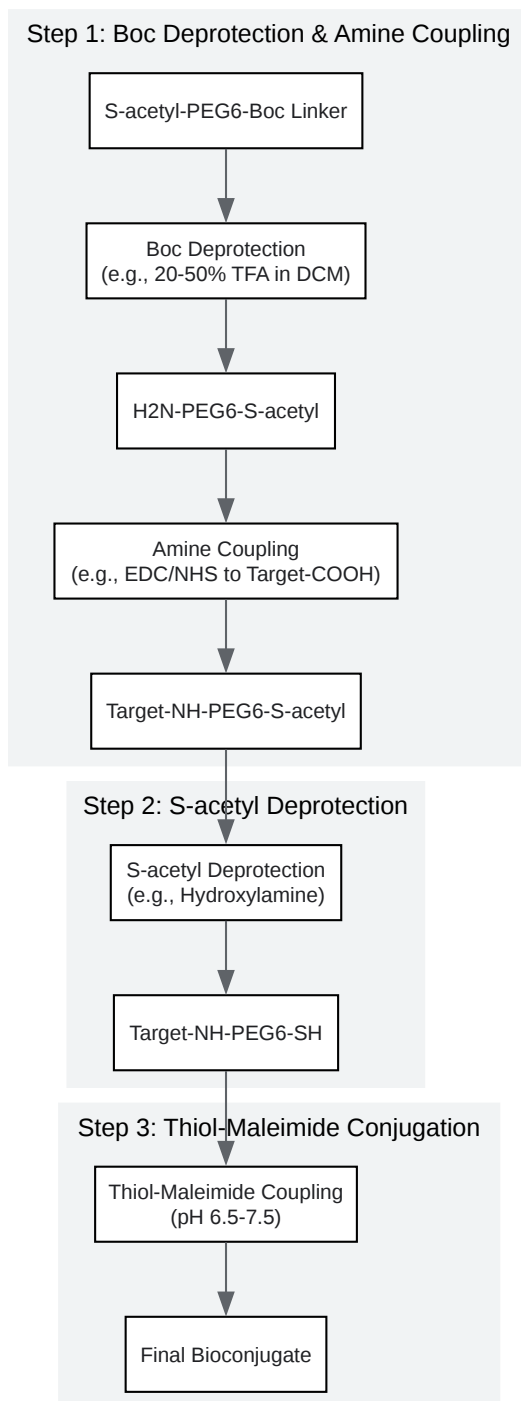 Step 1: Boc Deprotection & Amine Coupling
S-acetyl-PEG6-Boc Linker
Boc Deprotection
(e.g., 20-50% TFA in DCM)
H2N-PEG6-S-acetyl
Amine Coupling
(e.g., EDC/NHS to Target-COOH)
Target-NH-PEG6-S-acetyl
Step 2: S-acetyl Deprotection
S-acetyl Deprotection
(e.g., Hydroxylamine)
Target-NH-PEG6-SH
Step 3: Thiol-Maleimide Conjugation
Thiol-Maleimide Coupling
(pH 6.5-7.5)
Final Bioconjugate